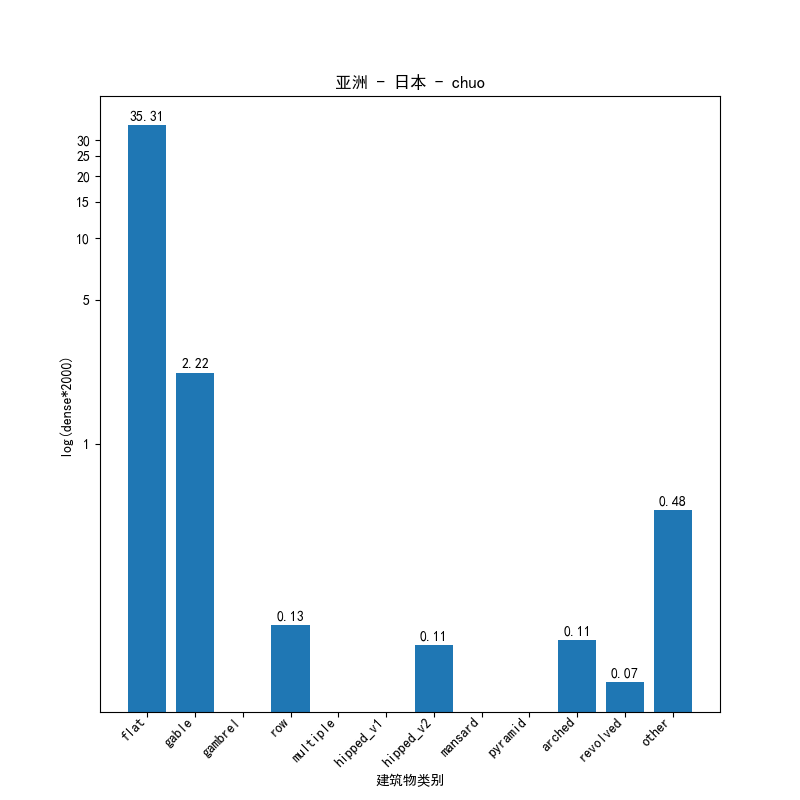 亚洲 - 日本 - chuo
35.31
2.22
0.13
0.11
0.11
0.07
0.48
30
25
20
15
10
5
1
log(dense*2000)
flat
gable
gambrel
row
multiple
hipped_v1
hipped_v2
mansard
pyramid
arched
revolved
other
建筑物类别